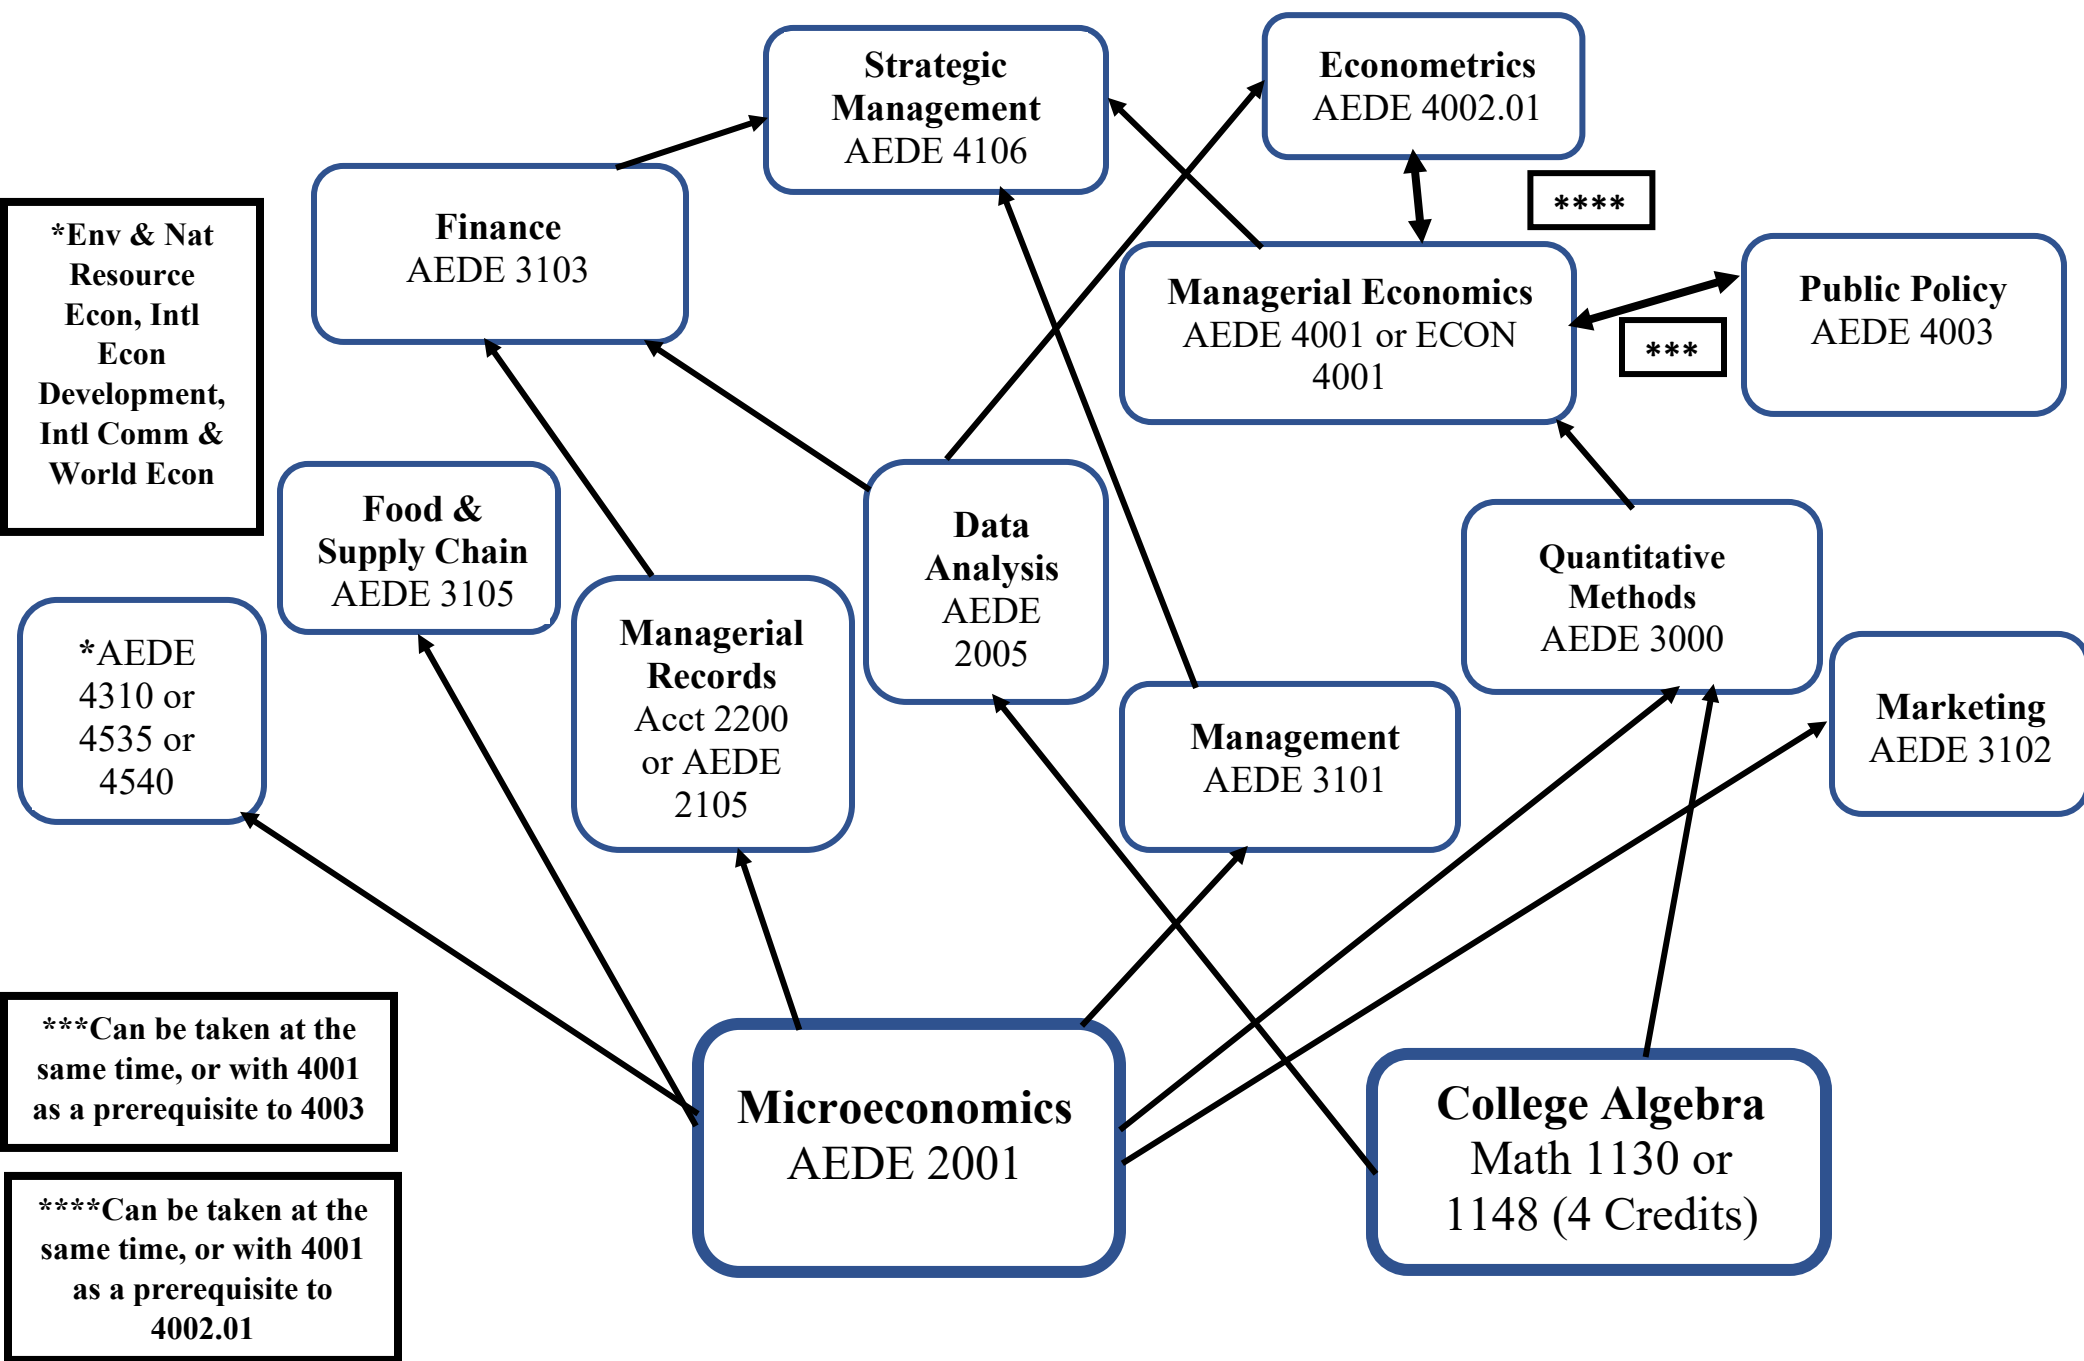 Strategic
Management
AEDE 4106
Econometrics
AEDE 4002.01
****
Finance
AEDE 3103
*Env & Nat
Resource
Econ, Intl
Econ
Development,
Intl Comm &
World Econ
Managerial Economics
AEDE 4001 or ECON
4001
***
Public Policy
AEDE 4003
Food &
Supply Chain
AEDE 3105
Data
Analysis
AEDE
2005
Quantitative
Methods
AEDE 3000
*AEDE
4310 or
4535 or
4540
Managerial
Records
Acct 2200
or AEDE
2105
Management
AEDE 3101
Marketing
AEDE 3102
***Can be taken at the
same time, or with 4001
as a prerequisite to 4003
Microeconomics
AEDE 2001
College Algebra
Math 1130 or
1148 (4 Credits)
****Can be taken at the
same time, or with 4001
as a prerequisite to
4002.01